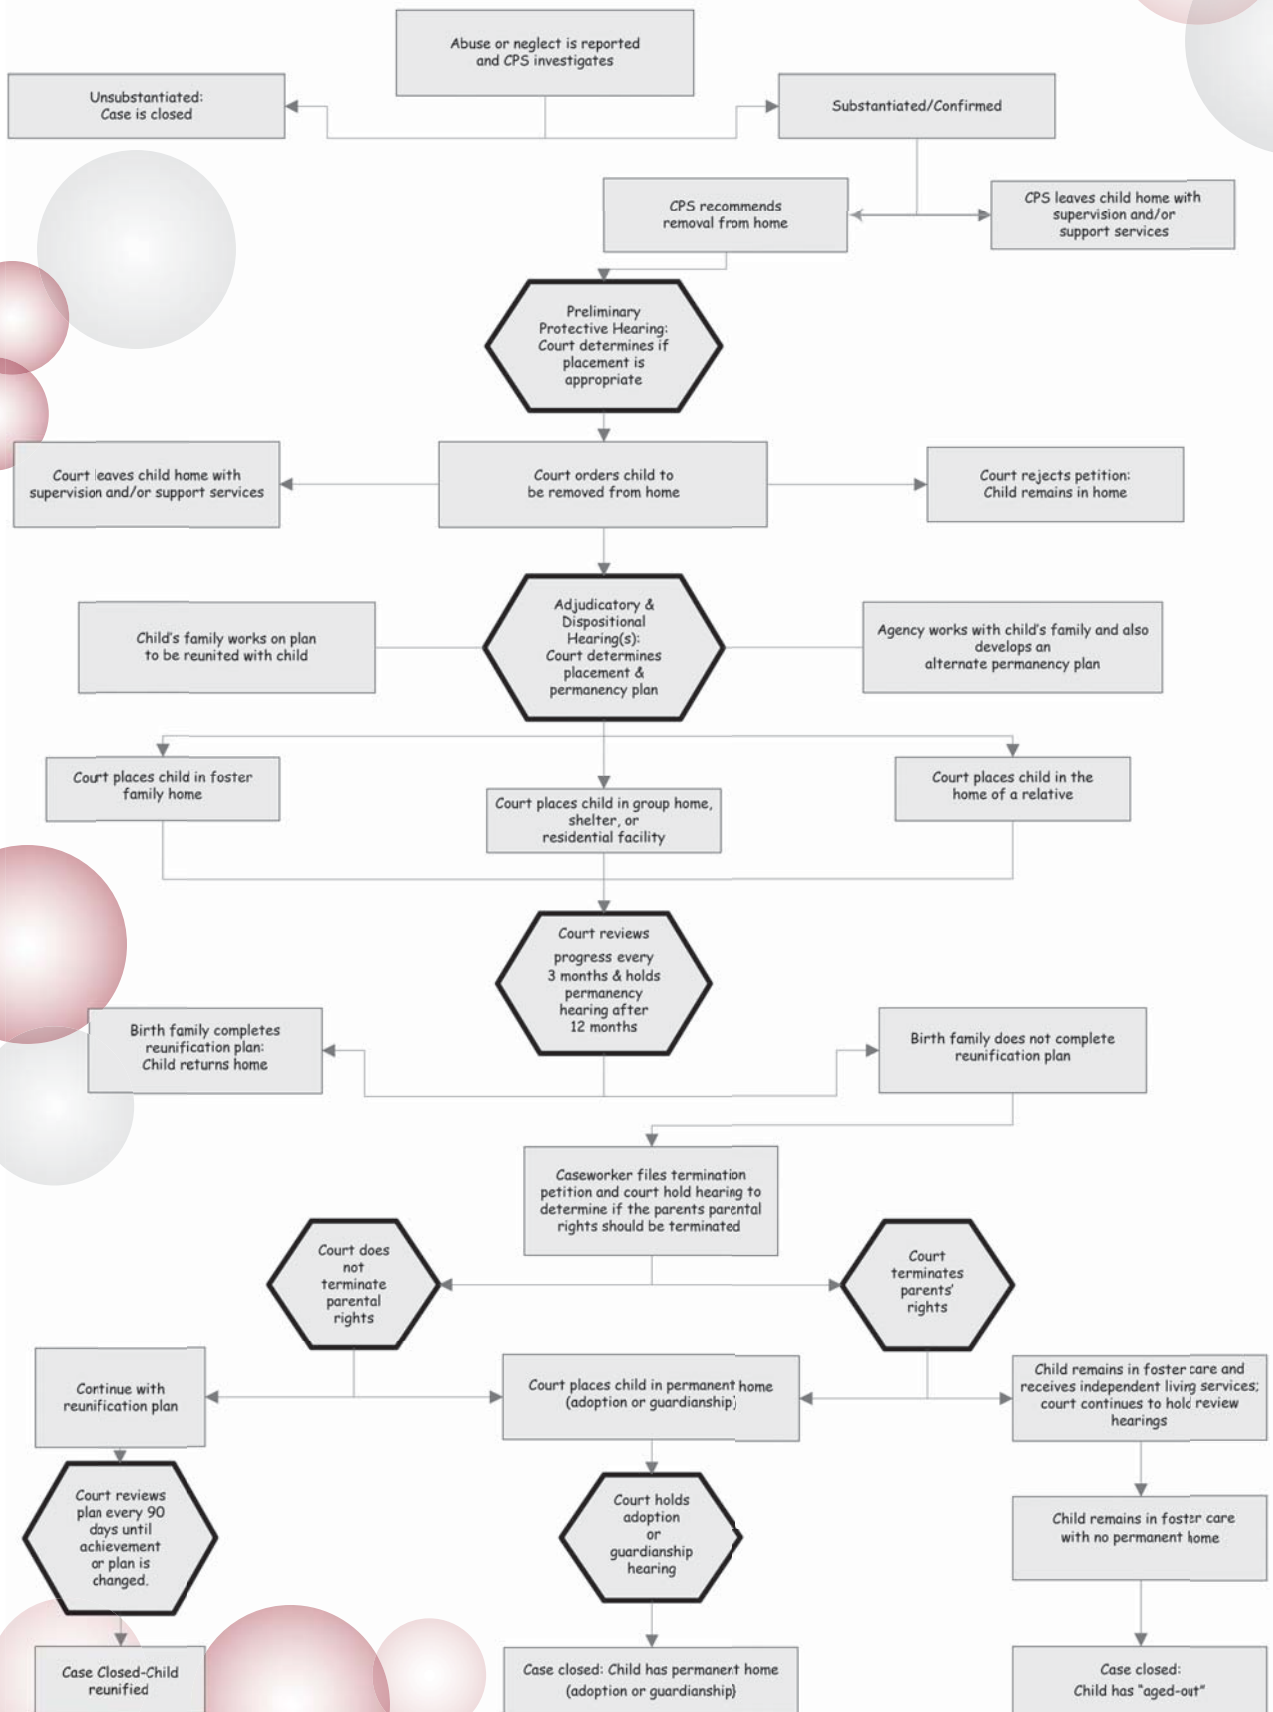 Abuse or neglect is reported
and CPS investigates
Unsubstantiated:
Case is closed
Substantiated/Confirmed
CPS recommends
removal from home
CPS leaves child home with
supervision and/or
support services
Preliminary
Protective Hearing:
Court determines if
placement is
appropriate
Court leaves child home with
supervision and/or support services
Court orders child to
be removed from home
Court rejects petition:
Child remains in home
Child's family works on plan
to be reunited with child
Adjudicatory &
Dispositional
Hearing(s):
Court determines
placement &
permanency plan
Agency works with child's family and also
develops an
alternate permanency plan
Court places child in foster
family home
Court places child in group home,
shelter, or
residential facility
Court places child in the
home of a relative
Court reviews
progress every
3 months & holds
permanency
hearing after
12 months
Birth family completes
reunification plan:
Child returns home
Birth family does not complete
reunification plan
Caseworker files termination
petition and court hold hearing to
determine if the parents parental
rights should be terminated
Court does
not
terminate
parental
rights
Court
terminates
parents'
rights
Continue with
reunification plan
Court places child in permanent home
(adoption or guardianship)
Child remains in foster care and
receives independent living services;
court continues to hold review
hearings
Court reviews
plan every 90
days until
achievement
or plan is
changed.
Court holds
adoption
or
guardianship
hearing
Child remains in foster care
with no permanent home
Case Closed-Child
reunified
Case closed: Child has permanent home
(adoption or guardianship)
Case closed:
Child has "aged-out"